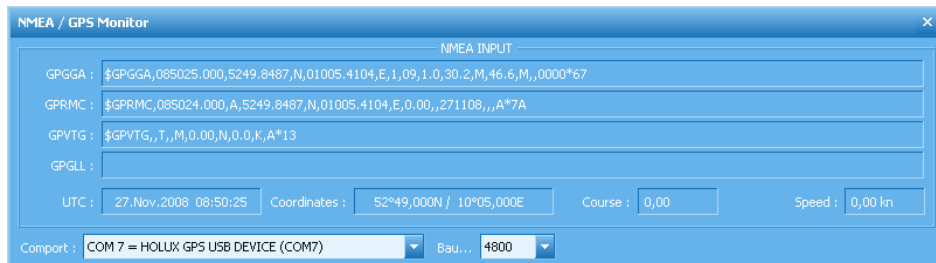 NMEA / GPS Monitor
NMEA INPUT
GPGGA : $GPGGA,085025.000,5249.8487,N,01005.4104,E,1,09,1.0,30.2,M,46.6,M,,0000*67
GPRMC : $GPRMC,085024.000,A,5249.8487,N,01005.4104,E,0.00,,271108,,,A*7A
GPVTG : $GPVTG,,T,,M,0.00,N,0.0,K,A*13
GPGLL :
UTC : 27.Nov.2008 08:50:25 Coordinates : 52°49,000N / 10°05,000E Course : 0,00 Speed : 0,00 kn
Comport : COM 7 = HOLUX GPS USB DEVICE (COM7) Bau... 4800